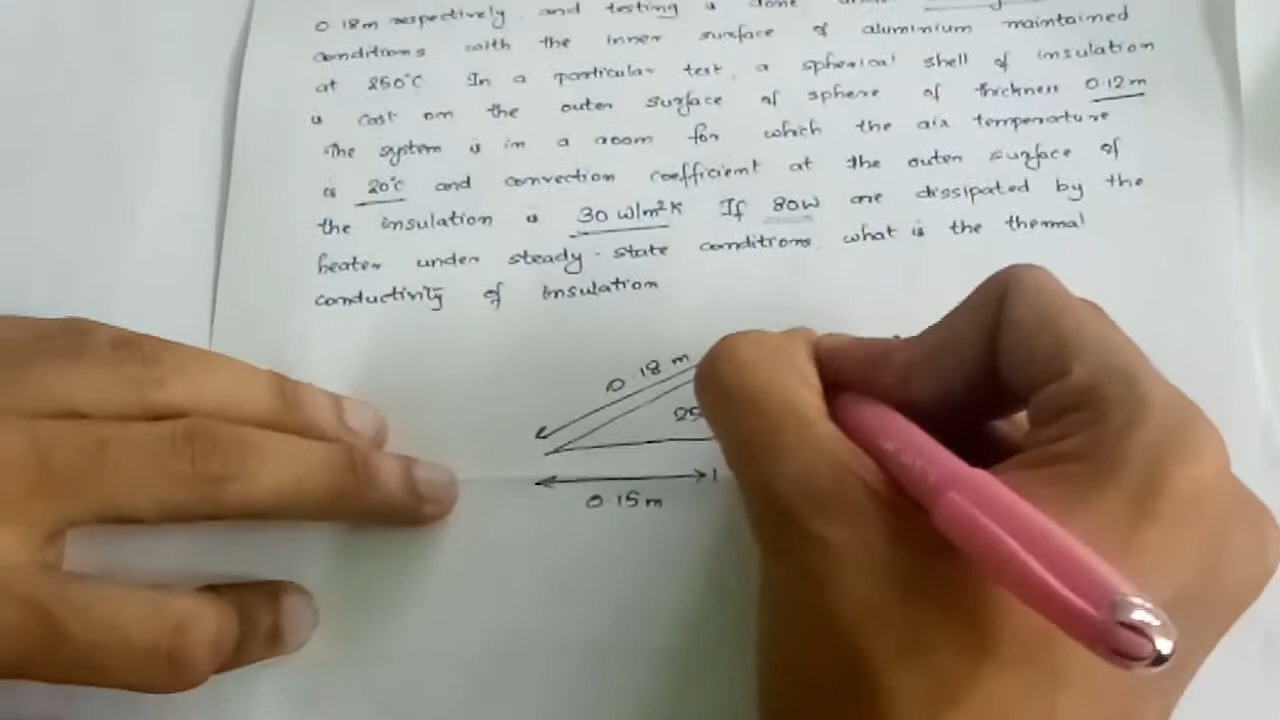 0.18m respectively and testing is done
conditions with the inner surface of aluminium maintained
at 250°C In a particular test, a spherical shell of insulation
is cast on the outer surface of sphere of thickness 0.12m
The system is in a room for which the air temperature
is 20°C and convection coefficient at the outer surface of
the insulation is 30 W/m²K If 80W are dissipated by the
heater under steady-state conditions what is the thermal
conductivity of insulation
0.18 m
25
0.15m